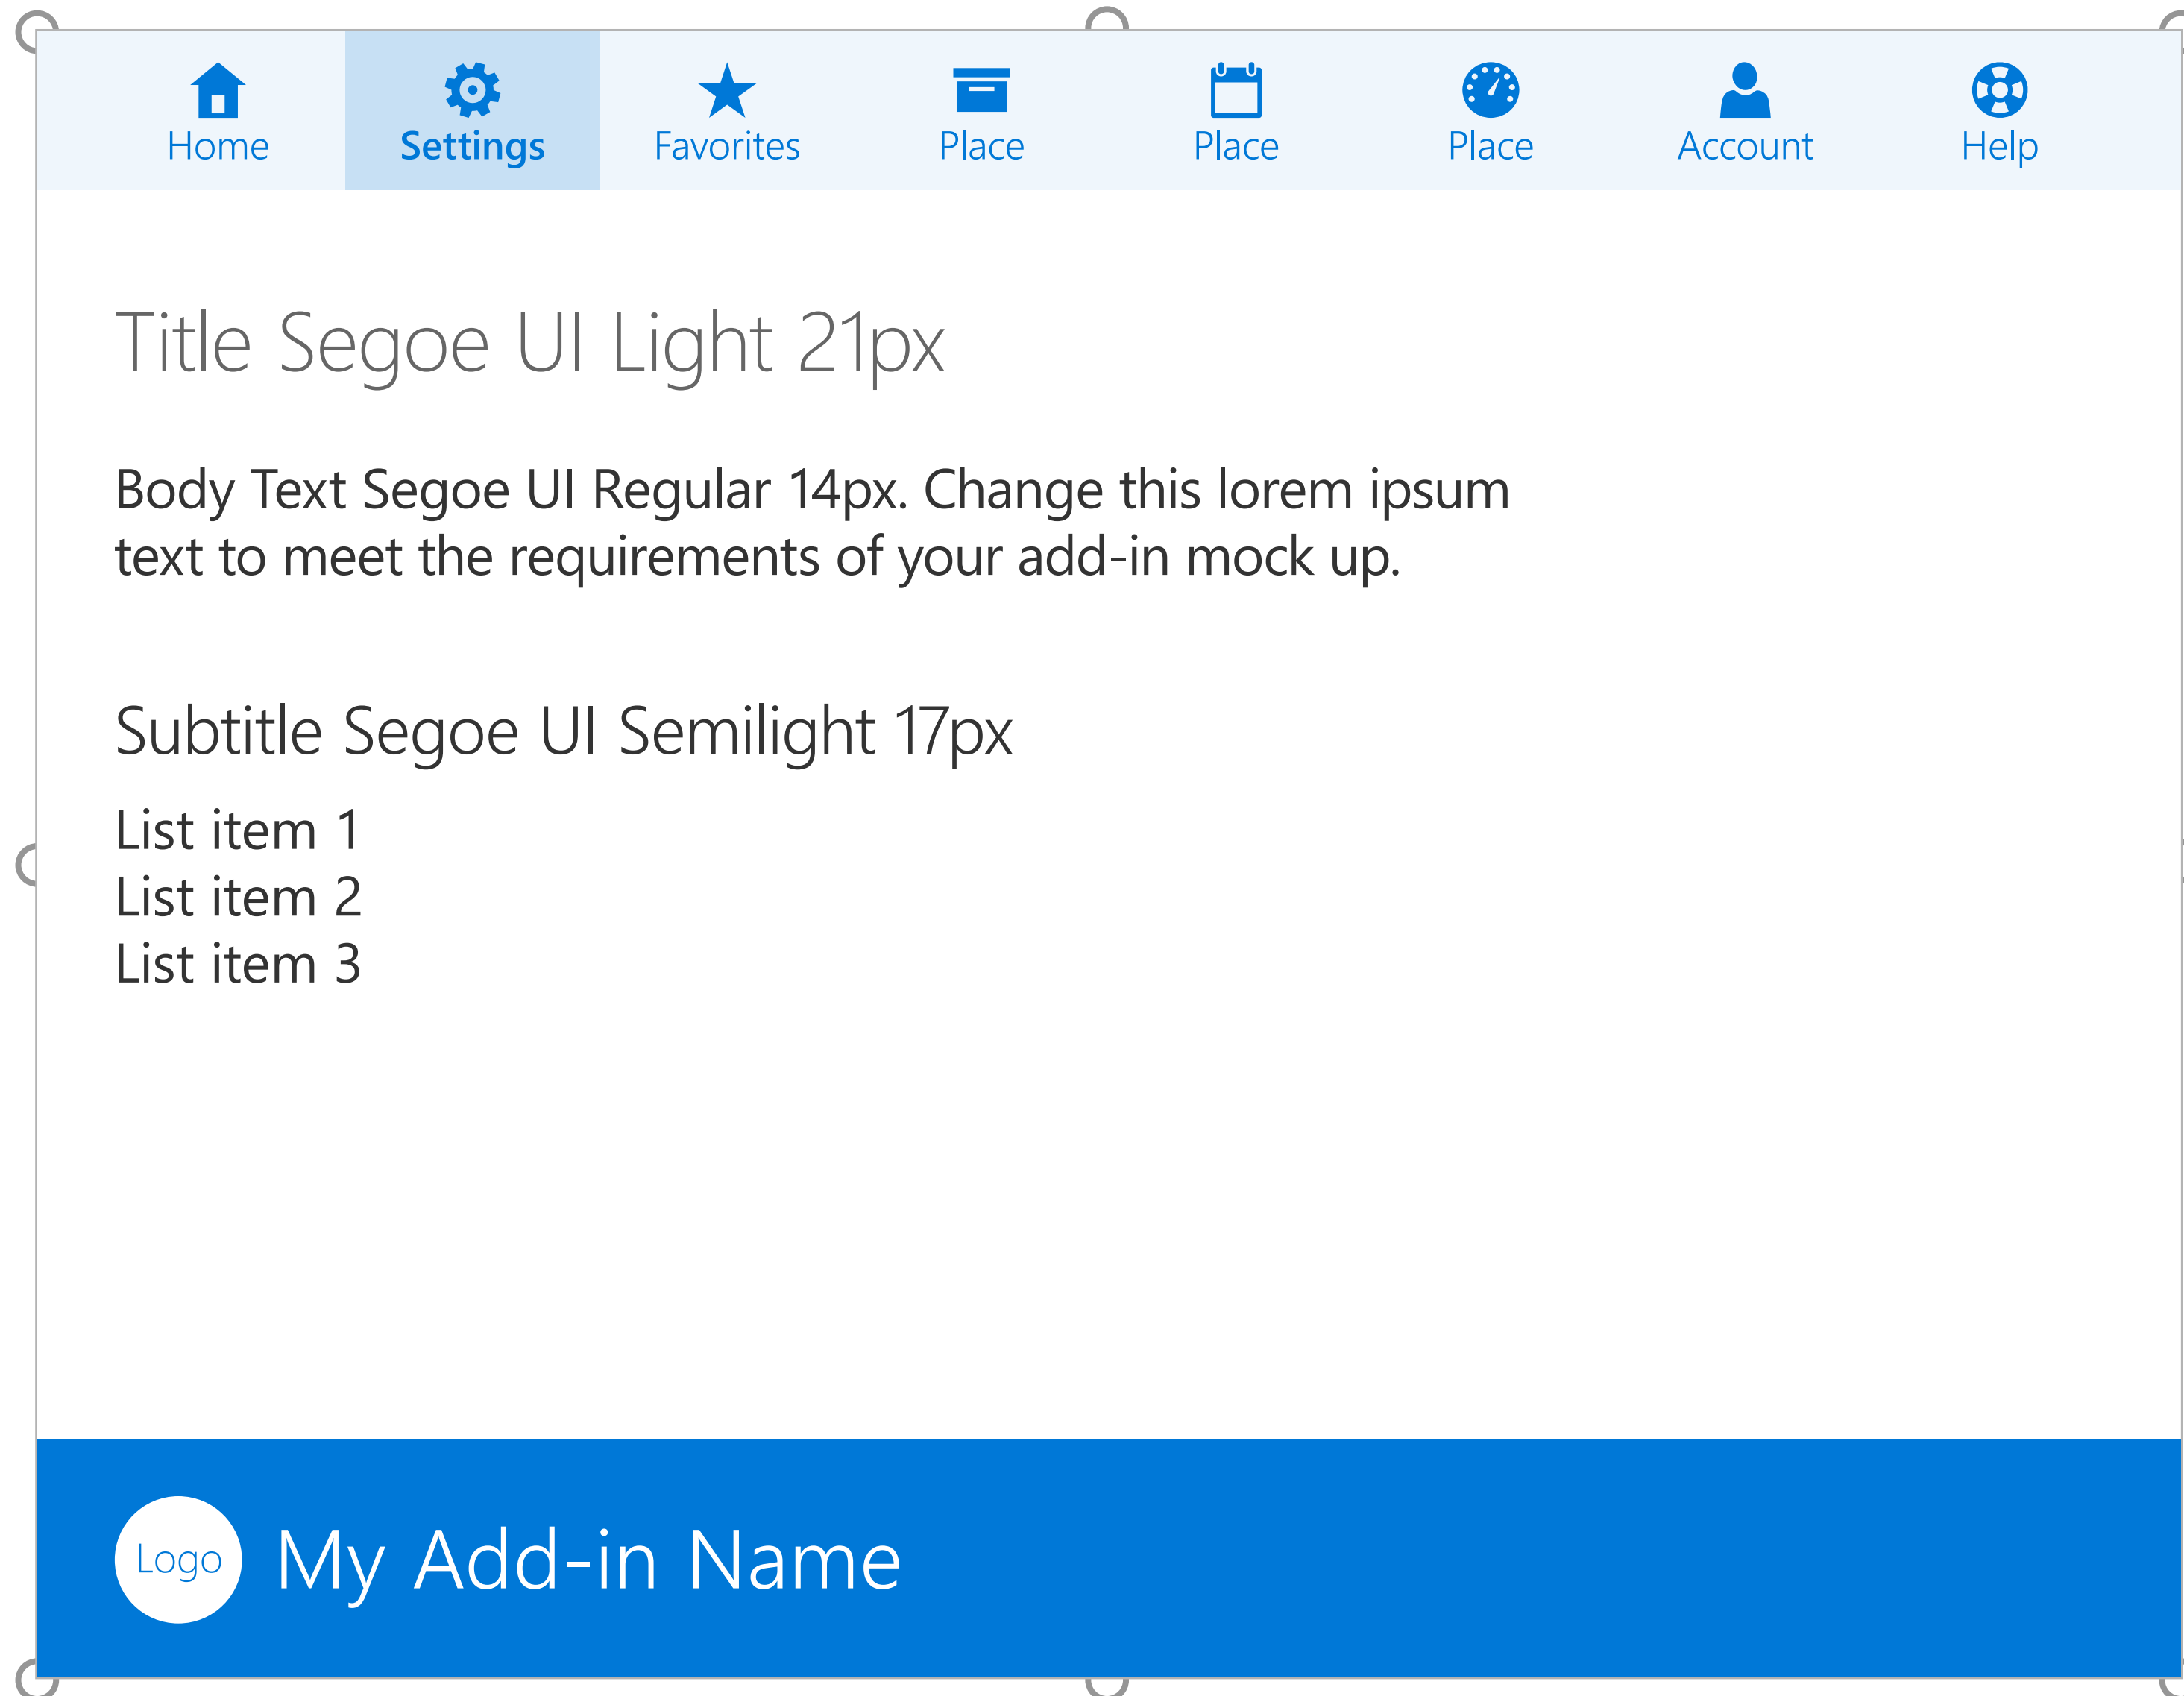 Home Settings Favorites Place Place Place Account Help
Title Segoe UI Light 21px
Body Text Segoe UI Regular 14px. Change this lorem ipsum
text to meet the requirements of your add-in mock up.
Subtitle Segoe UI Semilight 17px
List item 1
List item 2
List item 3
Logo My Add-in Name